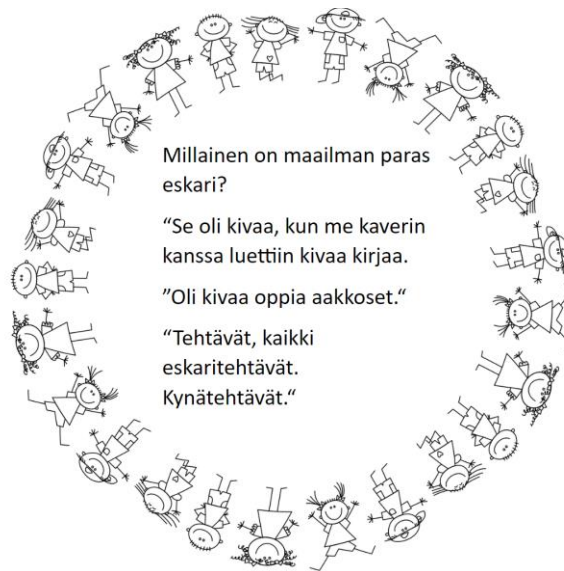 Millainen on maailman paras
eskari?
“Se oli kivaa, kun me kaverin
kanssa luettiin kivaa kirjaa.
”Oli kivaa oppia aakkoset.“
“Tehtävät, kaikki
eskaritehtävät.
Kynätehtävät.“